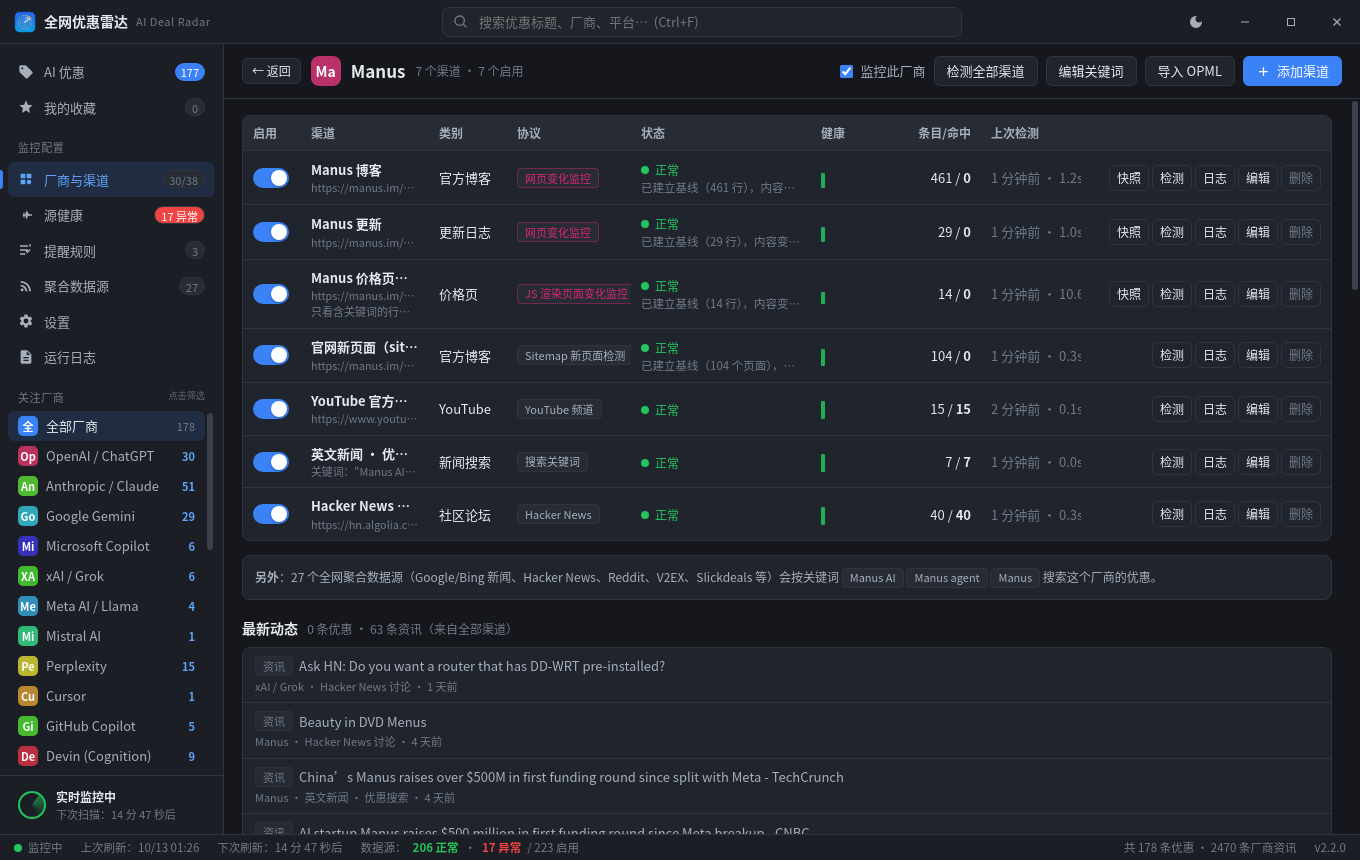 全网优惠雷达 AI Deal Radar
搜索优惠标题、厂商、平台… (Ctrl+F)
AI 优惠 177
我的收藏 0
监控配置
厂商与渠道 30/38
源健康 17 异常
提醒规则 3
聚合数据源 27
设置
运行日志
关注厂商 点击筛选
全 全部厂商 178
Op OpenAI / ChatGPT 30
An Anthropic / Claude 51
Go Google Gemini 29
Mi Microsoft Copilot 6
XA xAI / Grok 6
Me Meta AI / Llama 4
Mi Mistral AI 1
Pe Perplexity 15
Cu Cursor 1
Gi GitHub Copilot 5
De Devin (Cognition) 9
实时监控中
下次扫描：14 分 47 秒后
← 返回 Ma Manus 7 个渠道 · 7 个启用 监控此厂商 检测全部渠道 编辑关键词 导入 OPML ＋ 添加渠道
启用 渠道 类别 协议 状态 健康 条目/命中 上次检测
Manus 博客 官方博客 网页变化监控 正常 461 / 0 1 分钟前 · 1.2s 快照 检测 日志 编辑 删除
https://manus.im/… 已建立基线（461 行），内容…
Manus 更新 更新日志 网页变化监控 正常 29 / 0 1 分钟前 · 1.0s 快照 检测 日志 编辑 删除
https://manus.im/… 已建立基线（29 行），内容变…
Manus 价格页… 价格页 JS 渲染页面变化监控 正常 14 / 0 1 分钟前 · 10.6 快照 检测 日志 编辑 删除
https://manus.im/… 已建立基线（14 行），内容变…
只看含关键词的行…
官网新页面（sit… 官方博客 Sitemap 新页面检测 正常 104 / 0 1 分钟前 · 0.3s 检测 日志 编辑 删除
https://manus.im/… 已建立基线（104 个页面），…
YouTube 官方… YouTube YouTube 频道 正常 15 / 15 2 分钟前 · 0.1s 检测 日志 编辑 删除
https://www.youtu…
英文新闻 · 优… 新闻搜索 搜索关键词 正常 7 / 7 1 分钟前 · 0.0s 检测 日志 编辑 删除
关键词："Manus AI…
Hacker News … 社区论坛 Hacker News 正常 40 / 40 1 分钟前 · 0.3s 检测 日志 编辑 删除
https://hn.algolia.c…
另外：27 个全网聚合数据源（Google/Bing 新闻、Hacker News、Reddit、V2EX、Slickdeals 等）会按关键词 Manus AI Manus agent Manus 搜索这个厂商的优惠。
最新动态 0 条优惠 · 63 条资讯（来自全部渠道）
资讯 Ask HN: Do you want a router that has DD-WRT pre-installed?
xAI / Grok · Hacker News 讨论 · 1 天前
资讯 Beauty in DVD Menus
Manus · Hacker News 讨论 · 4 天前
资讯 China’s Manus raises over $500M in first funding round since split with Meta - TechCrunch
Manus · 英文新闻 · 优惠搜索 · 4 天前
资讯 AI startup Manus raises $500 million in first funding round since Meta breakup - CNBC
监控中 上次刷新：10/13 01:26 下次刷新：14 分 47 秒后 数据源： 206 正常 · 17 异常 / 223 启用 共 178 条优惠 · 2470 条厂商资讯 v2.2.0